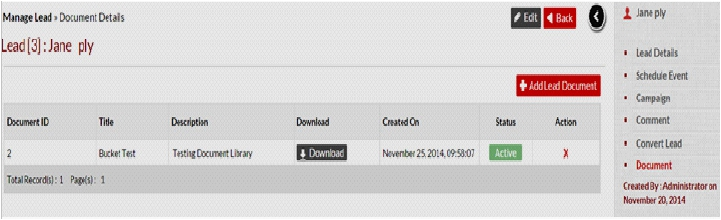 Manage Lead » Document Details
Edit
Back
Lead [3] : Jane ply
Add Lead Document
Document ID Title Description Download Created On Status Action
2 Bucket Test Testing Document Library Download November 25, 2014, 09:58:07 Active X
Total Record(s) : 1 Page(s) : 1
Jane ply
Lead Details
Schedule Event
Campaign
Comment
Convert Lead
Document
Created By : Administrator on
November 20, 2014